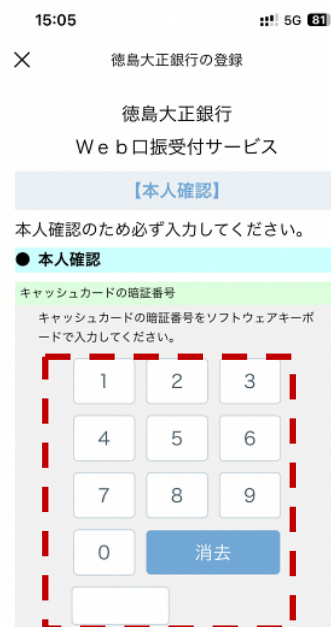 15:05
5G 81
× 徳島大正銀行の登録
徳島大正銀行
Web口振受付サービス
【本人確認】
本人確認のため必ず入力してください。
● 本人確認
キャッシュカードの暗証番号
キャッシュカードの暗証番号をソフトウェアキーボ
ードで入力してください。
1 2 3
4 5 6
7 8 9
0 消去